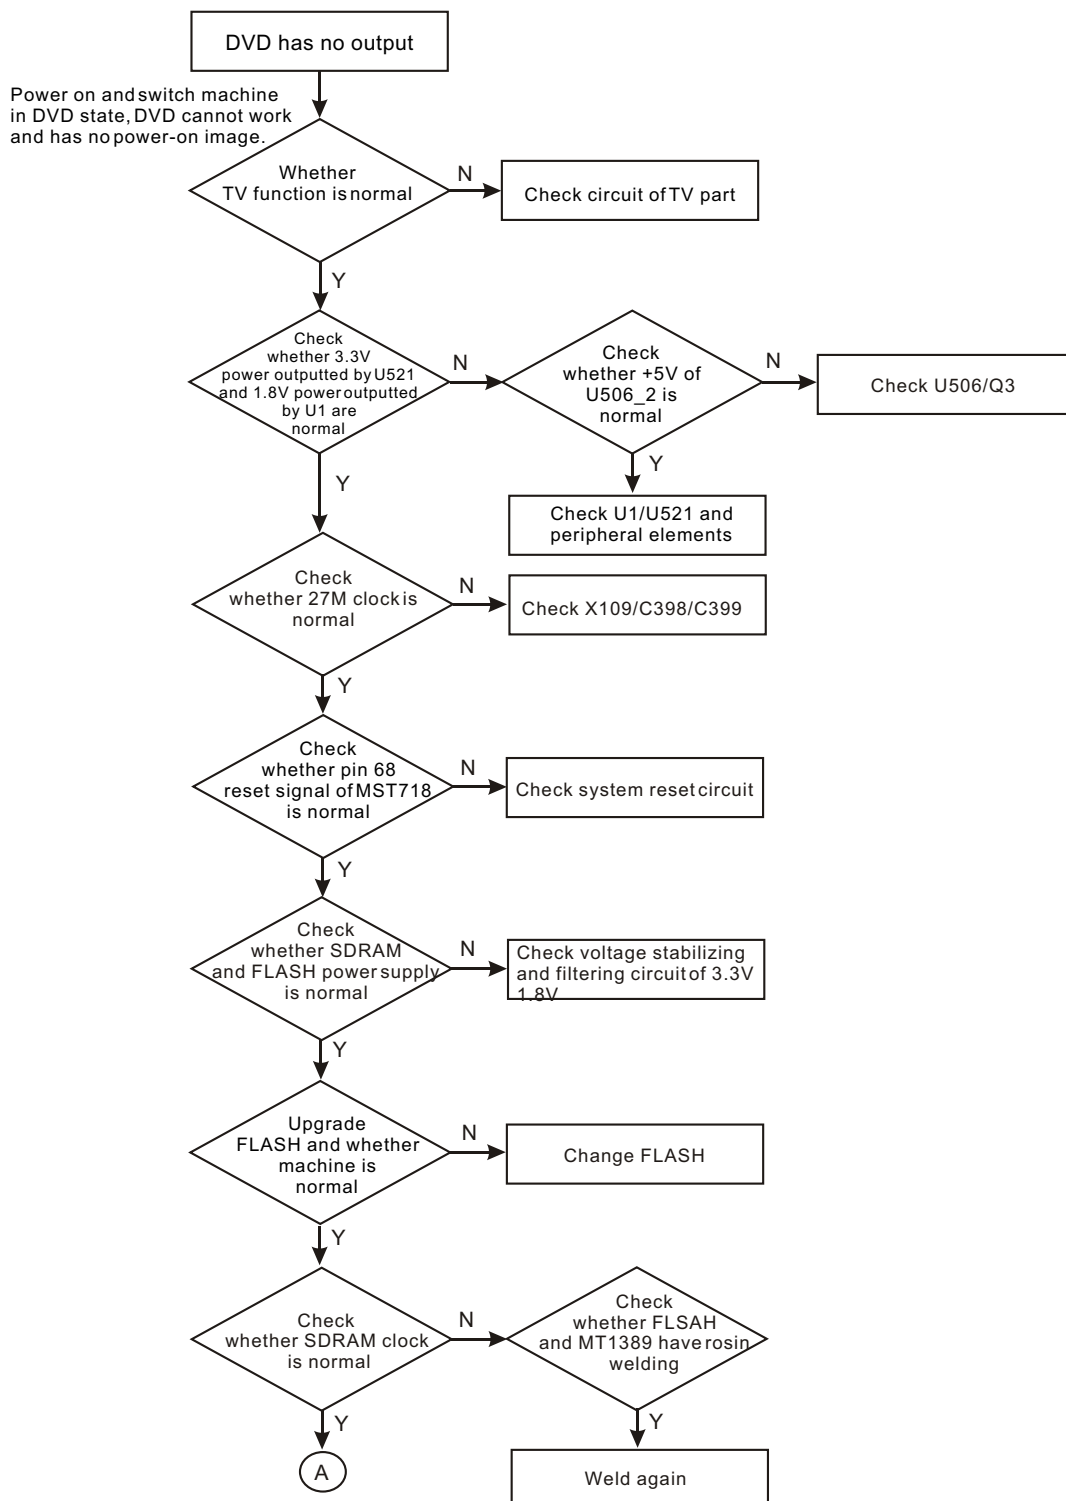 DVD has no output
Power on and switch machine
in DVD state, DVD cannot work
and has no power-on image.
Whether
TV function is normal
N
Check circuit of TV part
Y
Check
whether 3.3V
power outputted by U521
and 1.8V power outputted
by U1 are
normal
N
Check
whether +5V of
U506_2 is
normal
N
Check U506/Q3
Y
Check U1/U521 and
peripheral elements
Y
Check
whether 27M clock is
normal
N
Check X109/C398/C399
Y
Check
whether pin 68
reset signal of MST718
is normal
N
Check system reset circuit
Y
Check
whether SDRAM
and FLASH power supply
is normal
N
Check voltage stabilizing
and filtering circuit of 3.3V
1.8V
Y
Upgrade
FLASH and whether
machine is
normal
N
Change FLASH
Y
Check
whether SDRAM clock
is normal
N
Check
whether FLSAH
and MT1389 have rosin
welding
Y
Weld again
Y
A